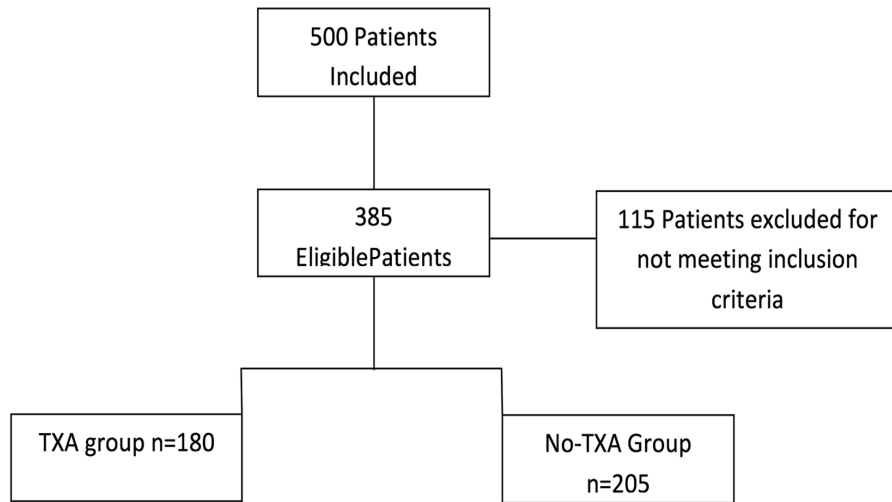 500 Patients
Included
385
EligiblePatients
115 Patients excluded for
not meeting inclusion
criteria
TXA group n=180
No-TXA Group
n=205